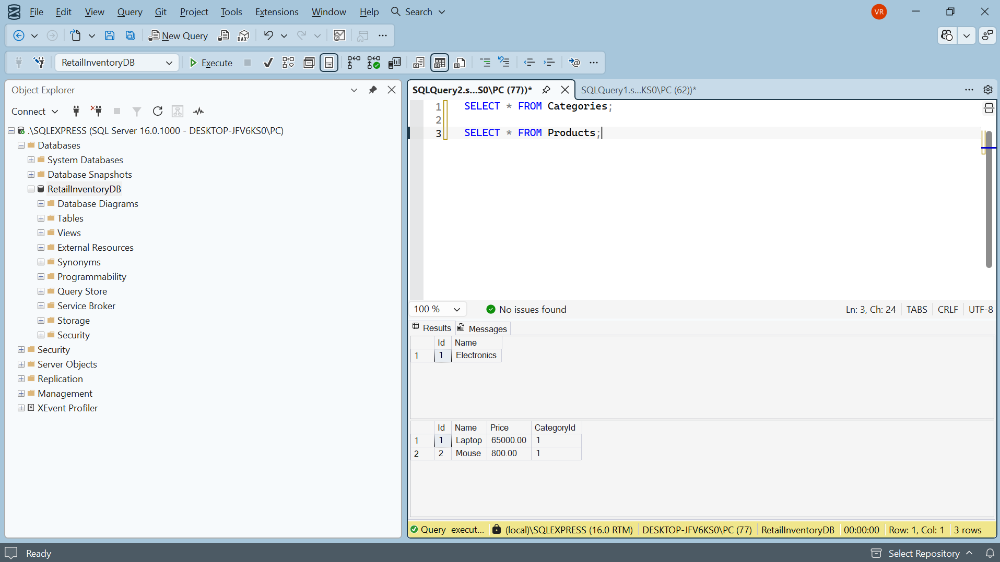 File Edit View Query Git Project Tools Extensions Window Help Search VR
New Query DAX
RetailInventoryDB Execute
Object Explorer
Connect
.\SQLEXPRESS (SQL Server 16.0.1000 - DESKTOP-JFV6KS0\PC)
Databases
System Databases
Database Snapshots
RetailInventoryDB
Database Diagrams
Tables
Views
External Resources
Synonyms
Programmability
Query Store
Service Broker
Storage
Security
Security
Server Objects
Replication
Management
XEvent Profiler
SQLQuery2.s...S0\PC (77))* SQLQuery1.s...KS0\PC (62))*
1 SELECT * FROM Categories;
2
3 SELECT * FROM Products;
100 % No issues found Ln: 3, Ch: 24 TABS CRLF UTF-8
Results Messages
Id Name
1 1 Electronics
Id Name Price CategoryId
1 1 Laptop 65000.00 1
2 2 Mouse 800.00 1
Query execut... (local)\SQLEXPRESS (16.0 RTM) DESKTOP-JFV6KS0\PC (77) RetailInventoryDB 00:00:00 Row: 1, Col: 1 3 rows
Ready Select Repository